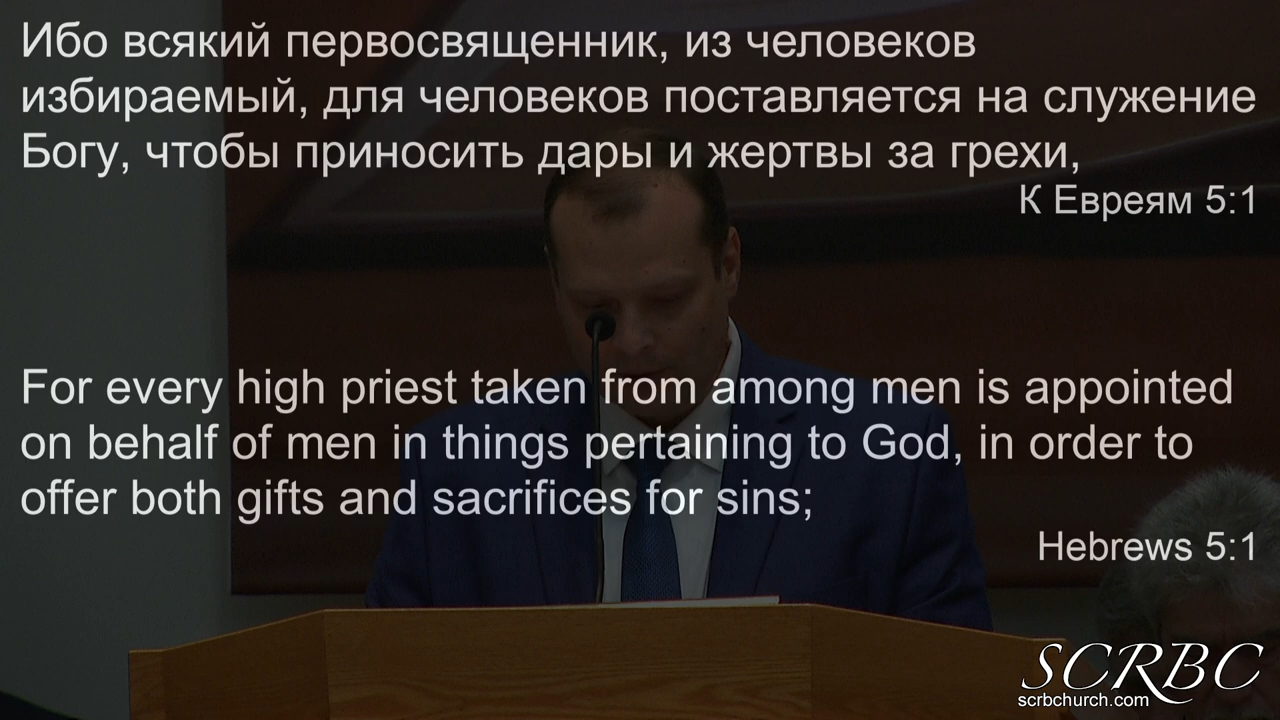 Ибо всякий первосвященник, из человеков
избираемый, для человеков поставляется на служение
Богу, чтобы приносить дары и жертвы за грехи,
К Евреям 5:1
For every high priest taken from among men is appointed
on behalf of men in things pertaining to God, in order to
offer both gifts and sacrifices for sins;
Hebrews 5:1
SCRBC
scrbchurch.com